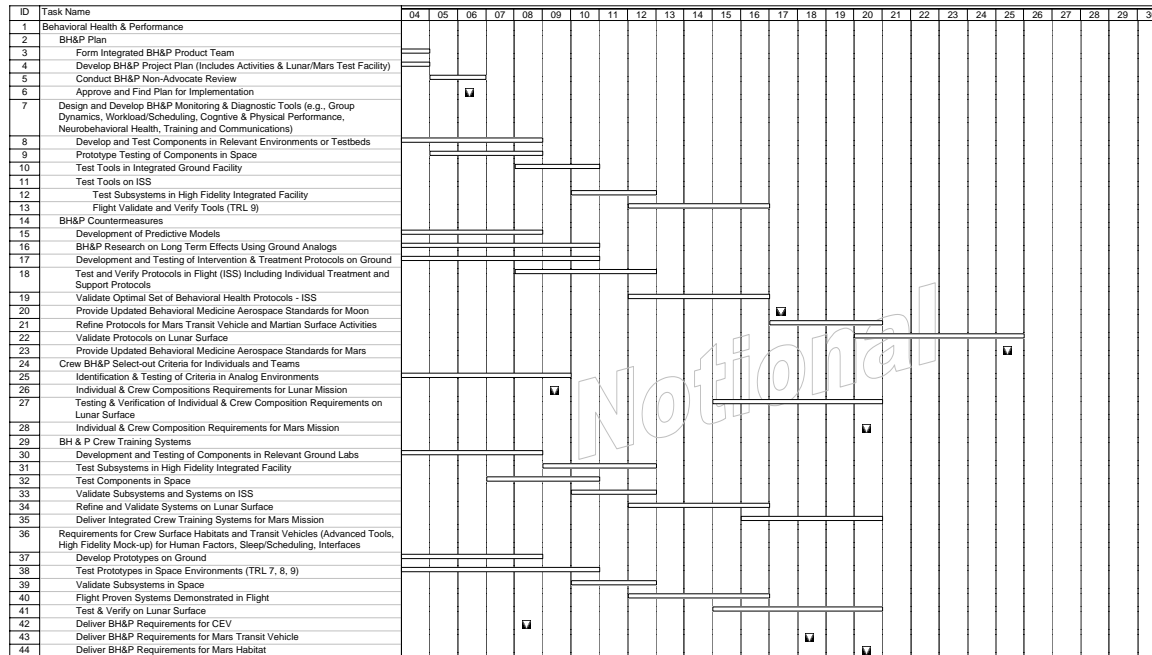 ID Task Name 04 05 06 07 08 09 10 11 12 13 14 15 16 17 18 19 20 21 22 23 24 25 26 27 28 29
1 Behavioral Health & Performance
2 BH&P Plan
3 Form Integrated BH&P Product Team
4 Develop BH&P Project Plan (Includes Activities & Lunar/Mars Test Facility)
5 Conduct BH&P Non-Advocate Review
6 Approve and Find Plan for Implementation
7 Design and Develop BH&P Monitoring & Diagnostic Tools (e.g., Group
Dynamics, Workload/Scheduling, Cogntive & Physical Performance,
Neurobehavioral Health, Training and Communications)
8 Develop and Test Components in Relevant Environments or Testbeds
9 Prototype Testing of Components in Space
10 Test Tools in Integrated Ground Facility
11 Test Tools on ISS
12 Test Subsystems in High Fidelity Integrated Facility
13 Flight Validate and Verify Tools (TRL 9)
14 BH&P Countermeasures
15 Development of Predictive Models
16 BH&P Research on Long Term Effects Using Ground Analogs
17 Development and Testing of Intervention & Treatment Protocols on Ground
18 Test and Verify Protocols in Flight (ISS) Including Individual Treatment and
Support Protocols
19 Validate Optimal Set of Behavioral Health Protocols - ISS
20 Provide Updated Behavioral Medicine Aerospace Standards for Moon
21 Refine Protocols for Mars Transit Vehicle and Martian Surface Activities
22 Validate Protocols on Lunar Surface
23 Provide Updated Behavioral Medicine Aerospace Standards for Mars
24 Crew BH&P Select-out Criteria for Individuals and Teams
25 Identification & Testing of Criteria in Analog Environments
26 Individual & Crew Compositions Requirements for Lunar Mission
27 Testing & Verification of Individual & Crew Composition Requirements on
Lunar Surface
28 Individual & Crew Composition Requirements for Mars Mission
29 BH & P Crew Training Systems
30 Development and Testing of Components in Relevant Ground Labs
31 Test Subsystems in High Fidelity Integrated Facility
32 Test Components in Space
33 Validate Subsystems and Systems on ISS
34 Refine and Validate Systems on Lunar Surface
35 Deliver Integrated Crew Training Systems for Mars Mission
36 Requirements for Crew Surface Habitats and Transit Vehicles (Advanced Tools,
High Fidelity Mock-up) for Human Factors, Sleep/Scheduling, Interfaces
37 Develop Prototypes on Ground
38 Test Prototypes in Space Environments (TRL 7, 8, 9)
39 Validate Subsystems in Space
40 Flight Proven Systems Demonstrated in Flight
41 Test & Verify on Lunar Surface
42 Deliver BH&P Requirements for CEV
43 Deliver BH&P Requirements for Mars Transit Vehicle
44 Deliver BH&P Requirements for Mars Habitat
Notional